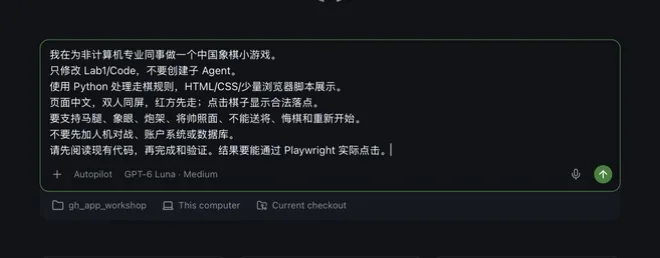 我在为非计算机专业同事做一个中国象棋小游戏。
只修改 Lab1/Code，不要创建子 Agent。
使用 Python 处理走棋规则，HTML/CSS/少量浏览器脚本展示。
页面中文，双人同屏，红方先走；点击棋子显示合法落点。
要支持马腿、象眼、炮架、将帅照面、不能送将、悔棋和重新开始。
不要先加人机对战、账户系统或数据库。
请先阅读现有代码，再完成和验证。结果要能通过 Playwright 实际点击。
Autopilot GPT-6 Luna · Medium
gh_app_workshop This computer Current checkout